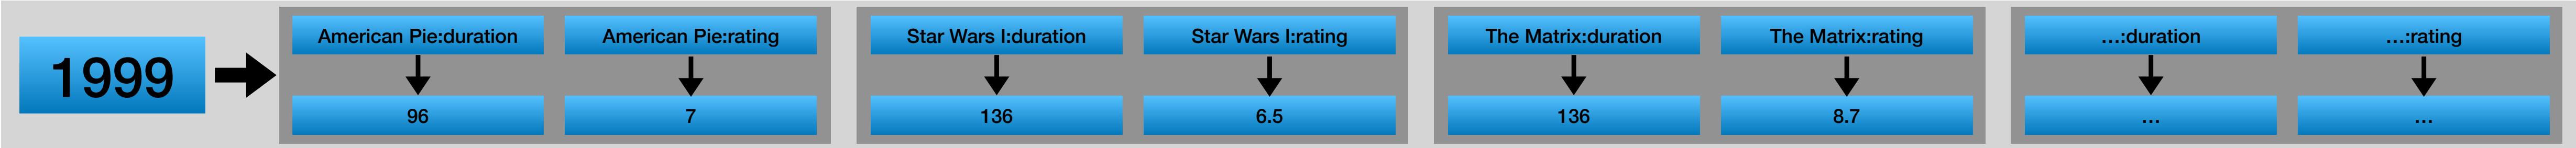 1999
American Pie:duration
American Pie:rating
Star Wars I:duration
Star Wars I:rating
The Matrix:duration
The Matrix:rating
...:duration
...:rating
96
7
136
6.5
136
8.7
...
...